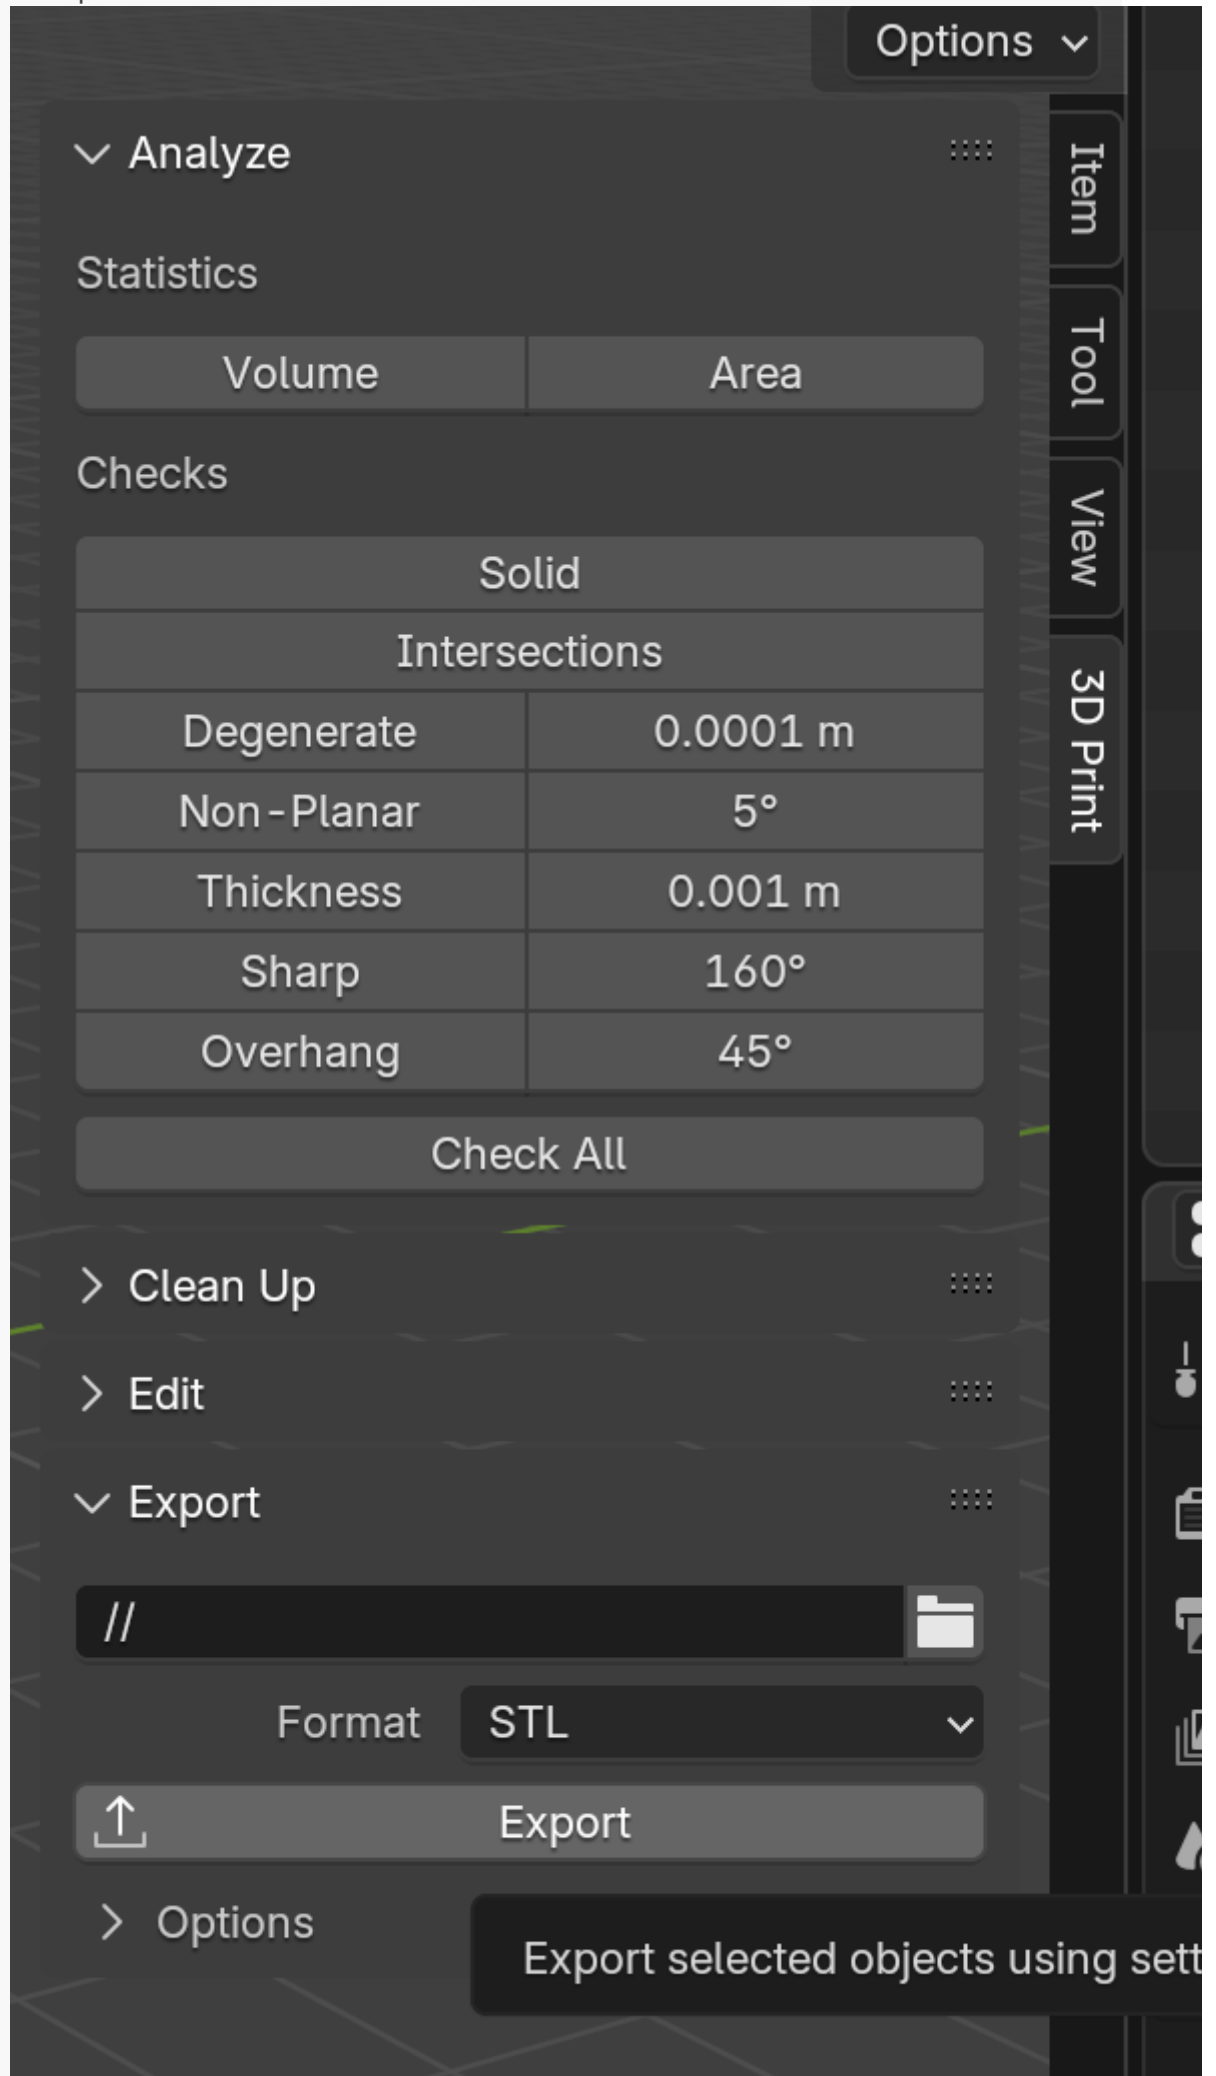 Options
Analyze
Statistics
Volume Area
Checks
Solid
Intersections
Degenerate 0.0001 m
Non-Planar 5°
Thickness 0.001 m
Sharp 160°
Overhang 45°
Check All
Clean Up
Edit
Export
//
Format STL
Export
Options
Export selected objects using sett
Item
Tool
View
3D Print